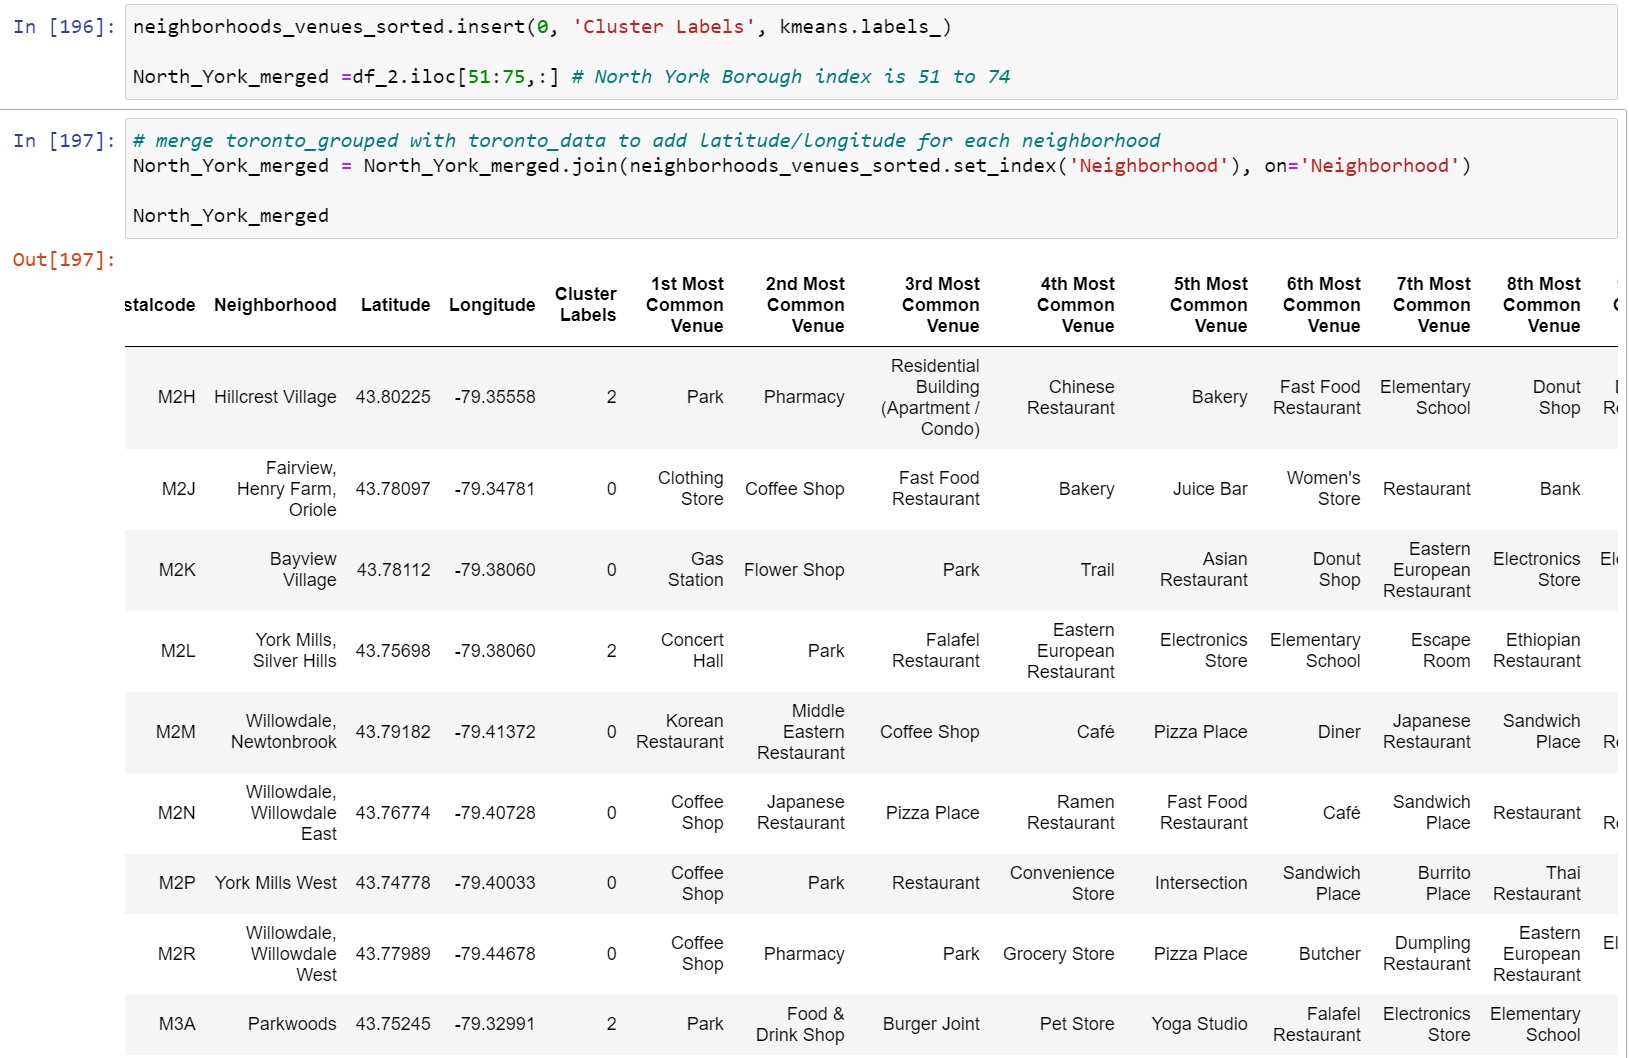 In [196]: neighborhoods_venues_sorted.insert(0, 'Cluster Labels', kmeans.labels_)
North_York_merged =df_2.iloc[51:75,:] # North York Borough index is 51 to 74
In [197]: # merge toronto_grouped with toronto_data to add latitude/longitude for each neighborhood
North_York_merged = North_York_merged.join(neighborhoods_venues_sorted.set_index('Neighborhood'), on='Neighborhood')
North_York_merged
Out[197]:
stalcode Neighborhood Latitude Longitude Cluster Labels 1st Most Common Venue 2nd Most Common Venue 3rd Most Common Venue 4th Most Common Venue 5th Most Common Venue 6th Most Common Venue 7th Most Common Venue 8th Most Common Venue
M2H Hillcrest Village 43.80225 -79.35558 2 Park Pharmacy Residential Building (Apartment / Condo) Chinese Restaurant Bakery Fast Food Restaurant Elementary School Donut Shop
M2J Fairview, Henry Farm, Oriole 43.78097 -79.34781 0 Clothing Store Coffee Shop Fast Food Restaurant Bakery Juice Bar Women's Store Restaurant Bank
M2K Bayview Village 43.78112 -79.38060 0 Gas Station Flower Shop Park Trail Asian Restaurant Donut Shop Eastern European Restaurant Electronics Store
M2L York Mills, Silver Hills 43.75698 -79.38060 2 Concert Hall Park Falafel Restaurant Eastern European Restaurant Electronics Store Elementary School Escape Room Ethiopian Restaurant
M2M Willowdale, Newtonbrook 43.79182 -79.41372 0 Korean Restaurant Middle Eastern Restaurant Coffee Shop Café Pizza Place Diner Japanese Restaurant Sandwich Place
M2N Willowdale, Willowdale East 43.76774 -79.40728 0 Coffee Shop Japanese Restaurant Pizza Place Ramen Restaurant Fast Food Restaurant Café Sandwich Place Restaurant
M2P York Mills West 43.74778 -79.40033 0 Coffee Shop Park Restaurant Convenience Store Intersection Sandwich Place Burrito Place Thai Restaurant
M2R Willowdale, Willowdale West 43.77989 -79.44678 0 Coffee Shop Pharmacy Park Grocery Store Pizza Place Butcher Dumpling Restaurant Eastern European Restaurant
M3A Parkwoods 43.75245 -79.32991 2 Park Food & Drink Shop Burger Joint Pet Store Yoga Studio Falafel Restaurant Electronics Store Elementary School